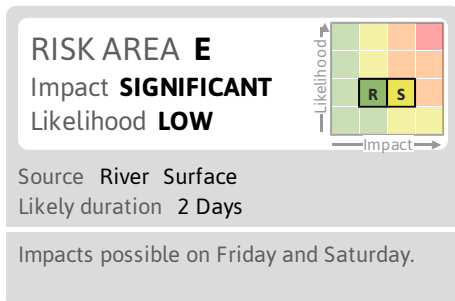 RISK AREA E
Impact SIGNIFICANT
Likelihood LOW
Likelihood
R S
Impact
Source River Surface
Likely duration 2 Days
Impacts possible on Friday and Saturday.